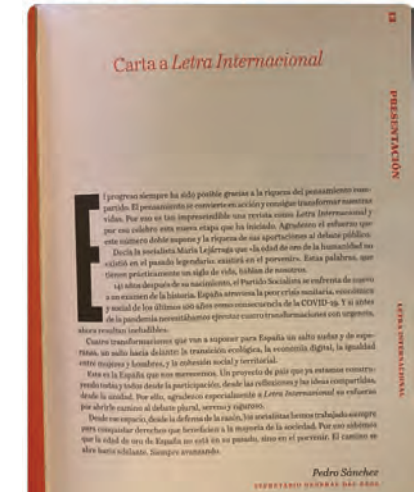 13
PRESENTACIÓN
LETRA INTERNACIONAL
Carta a Letra Internacional
El progreso siempre ha sido posible gracias a la riqueza del pensamiento com-
partido. El pensamiento se convierte en acción y consigue transformar nuestras
vidas. Por eso es tan imprescindible una revista como Letra Internacional y
por eso celebro esta nueva etapa que ha iniciado. Agradezco el esfuerzo que
este número doble supone y la riqueza de sus aportaciones al debate público.
Decía la socialista María Lejárraga que «la edad de oro de la humanidad no
existió en el pasado legendario: existirá en el porvenir». Estas palabras, que
tienen prácticamente un siglo de vida, hablan de nosotros.
141 años después de su nacimiento, el Partido Socialista se enfrenta de nuevo
a un examen de la historia. España atraviesa la peor crisis sanitaria, económica
y social de los últimos 100 años como consecuencia de la COVID-19. Y si antes
de la pandemia necesitábamos ejecutar cuatro transformaciones con urgencia,
ahora resultan ineludibles.
Cuatro transformaciones que van a suponer para España un salto audaz y de espe-
ranza, un salto hacia delante: la transición ecológica, la economía digital, la igualdad
entre mujeres y hombres, y la cohesión social y territorial.
Esta es la España que nos merecemos. Un proyecto de país que ya estamos constru-
yendo todas y todos desde la participación, desde las reflexiones y las ideas compartidas,
desde la unidad. Por ello, agradezco especialmente a Letra Internacional su esfuerzo
por abrirle camino al debate plural, sereno y riguroso.
Desde ese espacio, desde la defensa de la razón, los socialistas hemos trabajado siempre
para conquistar derechos que beneficien a la mayoría de la sociedad. Por eso sabemos
que la edad de oro de España no está en su pasado, sino en el porvenir. El camino se
abre hacia adelante. Siempre avanzando.
Pedro Sánchez
SECRETARIO GENERAL DEL PSOE